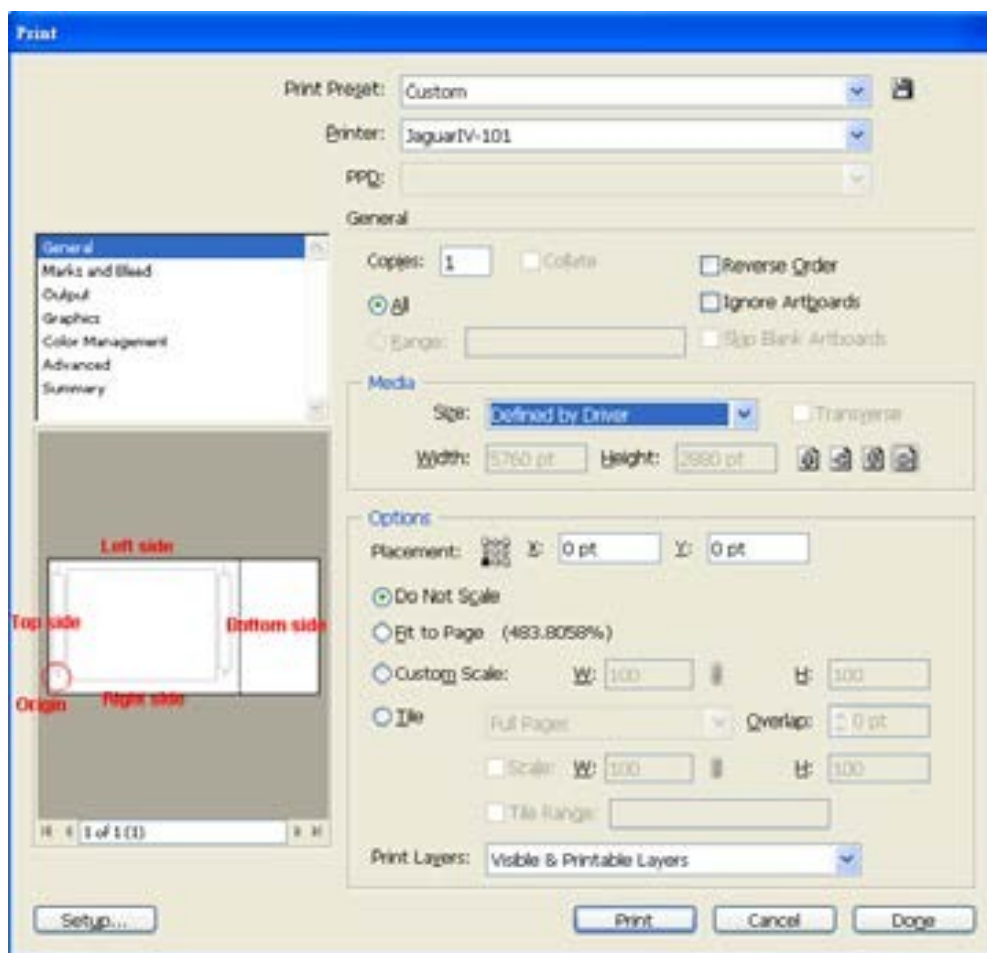 Print
Print Preset: Custom
Printer: JaguarIV-101
PPD:
General
Copies: 1 Collate Reverse Order
All Ignore Artboards
Range: Skip Blank Artboards
General
Marks and Bleed
Output
Graphics
Color Management
Advanced
Summary
Media
Size: Defined by Driver Transverse
Width: 5760 pt Height: 2880 pt
Options
Placement: X: 0 pt Y: 0 pt
Do Not Scale
Fit to Page (483.8058%)
Custom Scale: W: 100 H: 100
Tile Full Pages Overlap: 0 pt
Scale: W: 100 H: 100
Tile Range:
Print Layers: Visible & Printable Layers
Left side
Top side
Bottom side
Origin
Right side
1 of 1 (1)
Setup...
Print
Cancel
Done